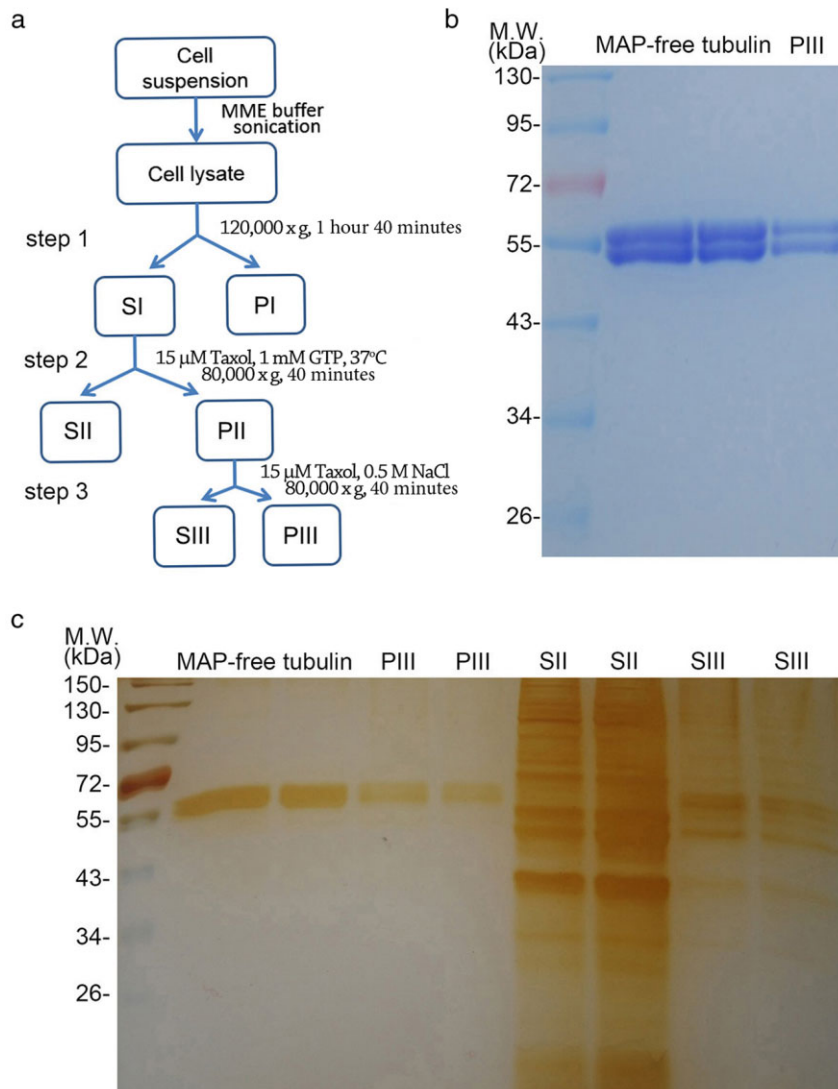 a
Cell
suspension
MME buffer
sonication
Cell lysate
step 1
120,000 x g, 1 hour 40 minutes
SI
PI
step 2
15 μM Taxol, 1 mM GTP, 37°C
80,000 x g, 40 minutes
SII
PII
step 3
15 μM Taxol, 0.5 M NaCl
80,000 x g, 40 minutes
SIII
PIII
b
M.W.
(kDa)
MAP-free tubulin PIII
130-
95-
72-
55-
43-
34-
26-
c
M.W.
(kDa)
MAP-free tubulin PIII PIII SII SII SIII SIII
150-
130-
95-
72-
55-
43-
34-
26-